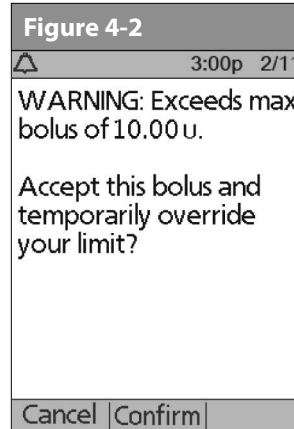 Figure 4-2
3:00p 2/11
WARNING: Exceeds max
bolus of 10.00 U.
Accept this bolus and
temporarily override
your limit?
Cancel Confirm